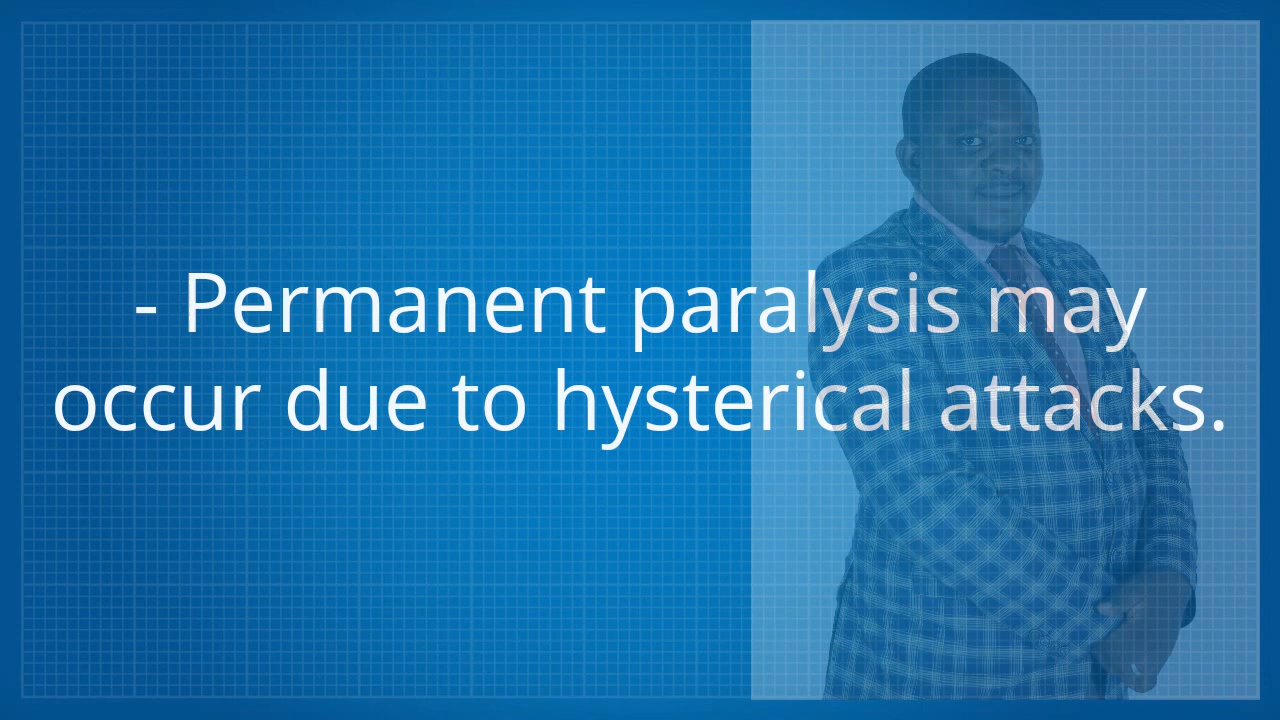 - Permanent paralysis may
occur due to hysterical attacks.